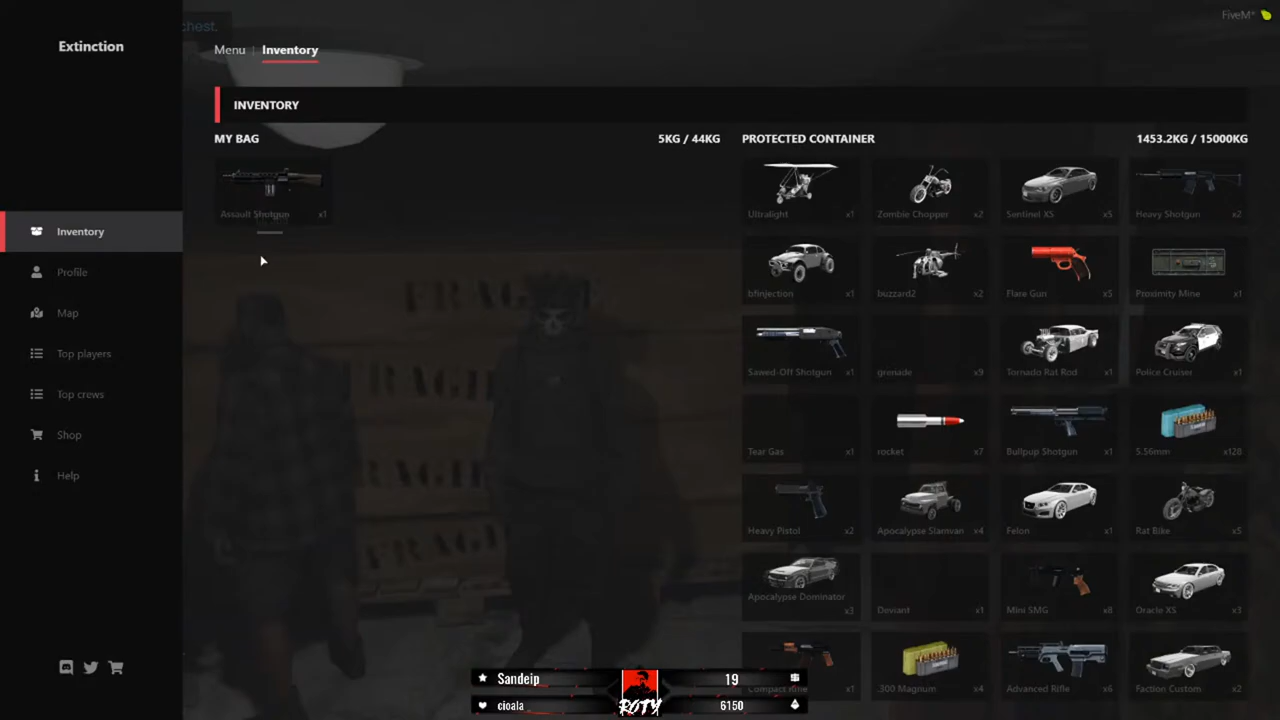 chest.
FiveM®
Extinction
Menu | Inventory
INVENTORY
MY BAG 5KG / 44KG
PROTECTED CONTAINER 1453.2KG / 15000KG
Assault Shotgun x1
Ultralight x1
Zombie Chopper x2
Sentinel XS x5
Heavy Shotgun x2
Inventory
Profile
Map
Top players
Top crews
Shop
Help
bfinjection x1
buzzard2 x2
Flare Gun x5
Proximity Mine x1
Sawed-Off Shotgun x1
grenade x9
Tornado Rat Rod x1
Police Cruiser x1
Tear Gas x1
rocket x7
Bullpup Shotgun x1
5.56mm x128
Heavy Pistol x2
Apocalypse Slamvan x4
Felon x1
Rat Bike x5
Apocalypse Dominator x3
Deviant x1
Mini SMG x8
Oracle XS x3
Compact Rifle x1
.300 Magnum x4
Advanced Rifle x6
Faction Custom x2
FRAGILE
FRAGILE
FRAGI
FRAGI
Sandeip 19
cioala ROTY 6150